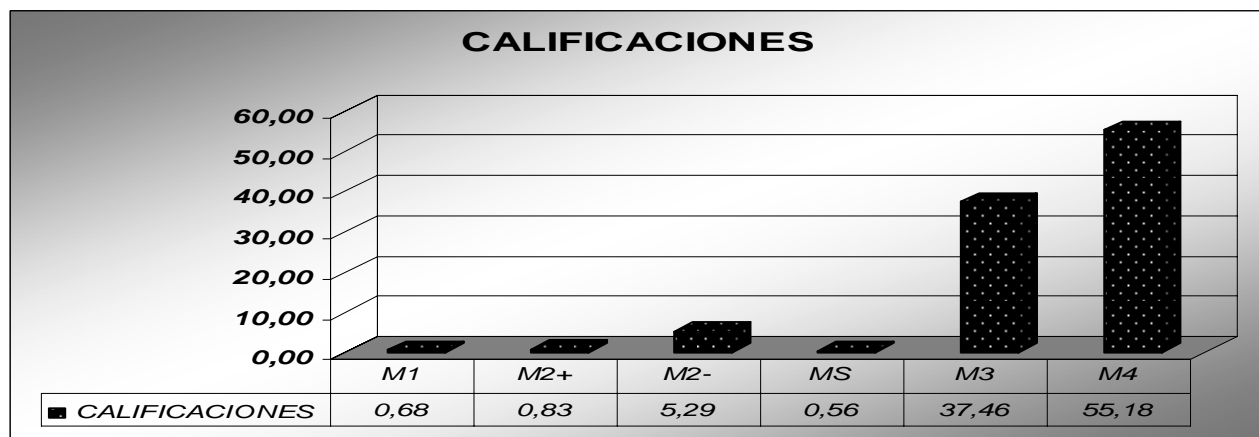 CALIFICACIONES
60,00
50,00
40,00
30,00
20,00
10,00
0,00
M1 M2+ M2- MS M3 M4
CALIFICACIONES 0,68 0,83 5,29 0,56 37,46 55,18